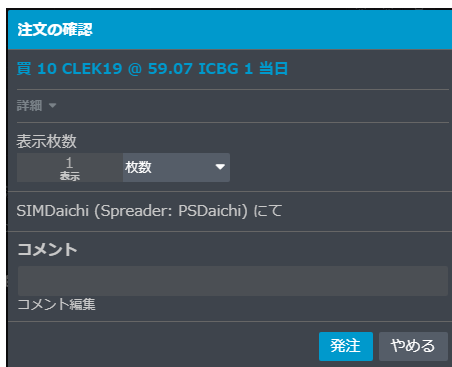 注文の確認
買 10 CLEK19 @ 59.07 ICBG 1 当日
詳細
表示枚数
1 枚数
表示
SIMDaichi (Spreader: PSDaichi) にて
コメント
コメント編集
発注 やめる